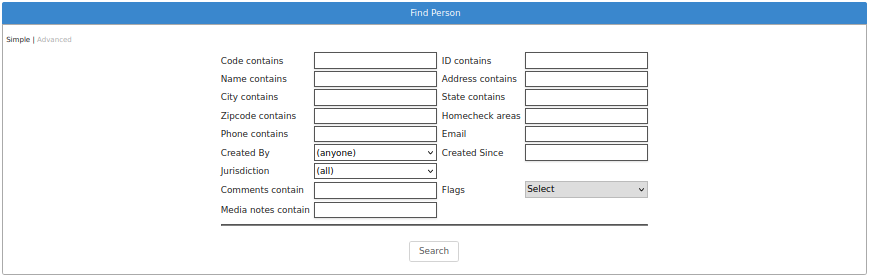 Find Person
Simple | Advanced
Code contains ID contains
Name contains Address contains
City contains State contains
Zipcode contains Homecheck areas
Phone contains Email
Created By (anyone) Created Since
Jurisdiction (all)
Comments contain Flags Select
Media notes contain
Search